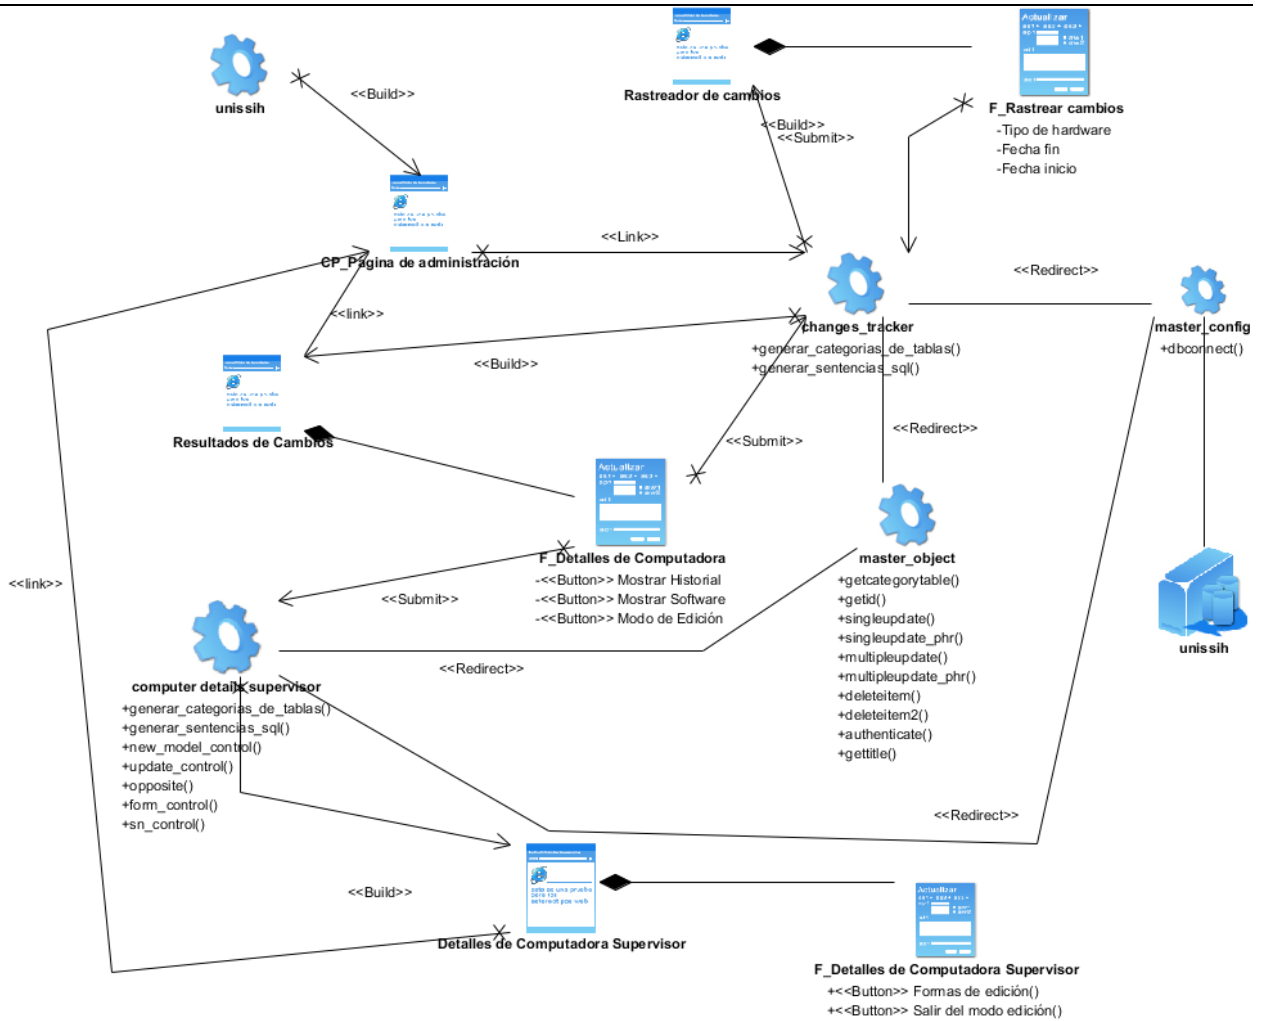 unissih
<<Build>>
Rastreador de cambios
<<Build>>
<<Submit>>
Actualizar
F_Rastrear cambios
-Tipo de hardware
-Fecha fin
-Fecha inicio
CP_Pagina de administración
<<Link>>
<<link>>
<<Redirect>>
changes_tracker
+generar_categorias_de_tablas()
+generar_sentencias_sql()
master_config
+dbconnect()
<<Build>>
Resultados de Cambios
<<Submit>>
<<Redirect>>
Actualizar
F_Detalles de Computadora
-<<Button>> Mostrar Historial
-<<Button>> Mostrar Software
-<<Button>> Modo de Edición
master_object
+getcategorytable()
+getid()
+singleupdate()
+singleupdate_phr()
+multipleupdate()
+multipleupdate_phr()
+deleteitem()
+deleteitem2()
+authenticate()
+gettitle()
unissih
<<link>>
<<Submit>>
<<Redirect>>
computer details supervisor
+generar_categorias_de_tablas()
+generar_sentencias_sql()
+new_model_control()
+update_control()
+opposite()
+form_control()
+sn_control()
<<Redirect>>
<<Build>>
Detalles de Computadora Supervisor
Actualizar
F_Detalles de Computadora Supervisor
+<<Button>> Formas de edición()
+<<Button>> Salir del modo edición()